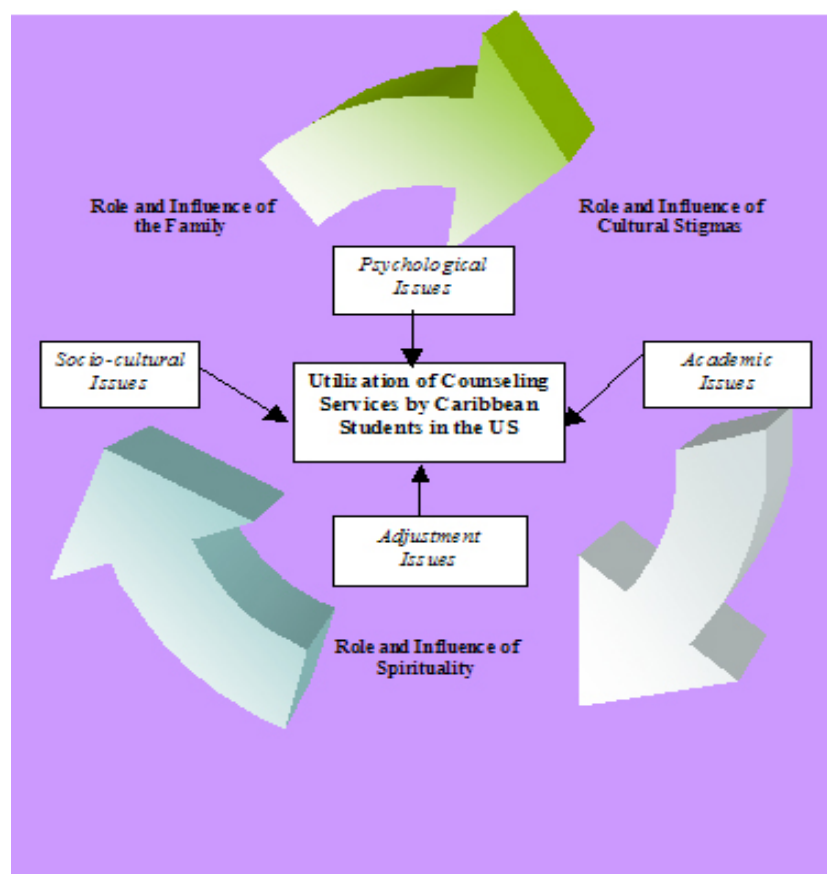 Role and Influence of
the Family
Role and Influence of
Cultural Stigmas
Psychological
Issues
Socio-cultural
Issues
Utilization of Counseling
Services by Caribbean
Students in the US
Academic
Issues
Adjustment
Issues
Role and Influence of
Spirituality